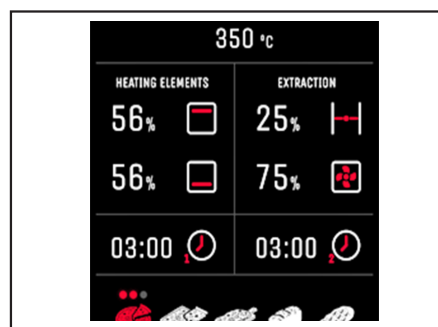 350 °C
HEATING ELEMENTS EXTRACTION
56% 25%
56% 75%
03:00 1 03:00 2